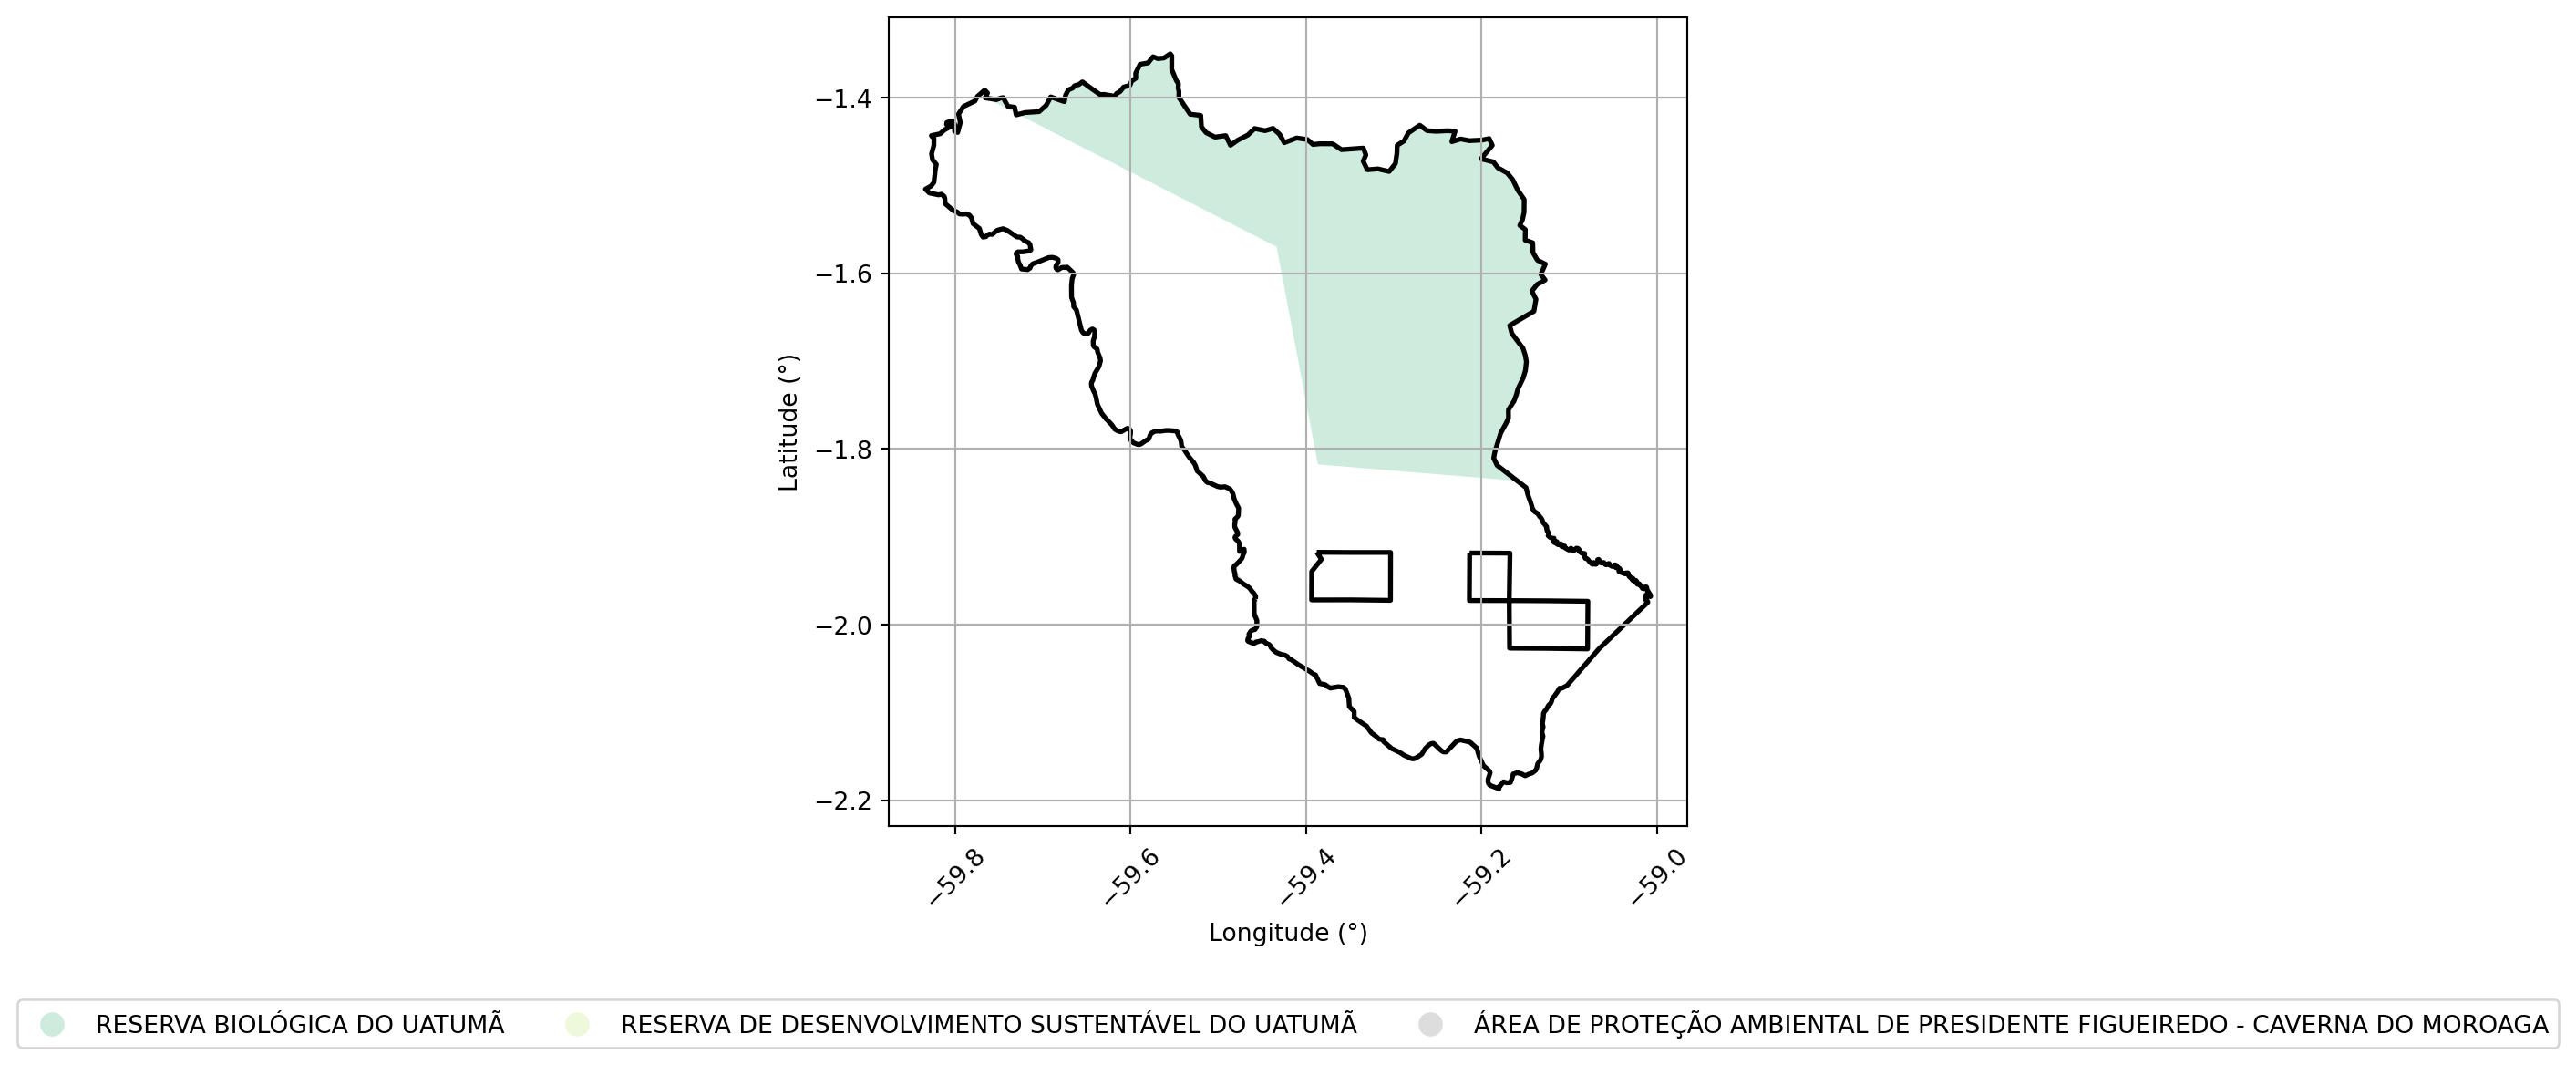 −1.4
−1.6
−1.8
−2.0
−2.2
Latitude (°)
−59.8
−59.6
−59.4
−59.2
−59.0
Longitude (°)
RESERVA BIOLÓGICA DO UATUMÃ
RESERVA DE DESENVOLVIMENTO SUSTENTÁVEL DO UATUMÃ
ÁREA DE PROTEÇÃO AMBIENTAL DE PRESIDENTE FIGUEIREDO - CAVERNA DO MOROAGA